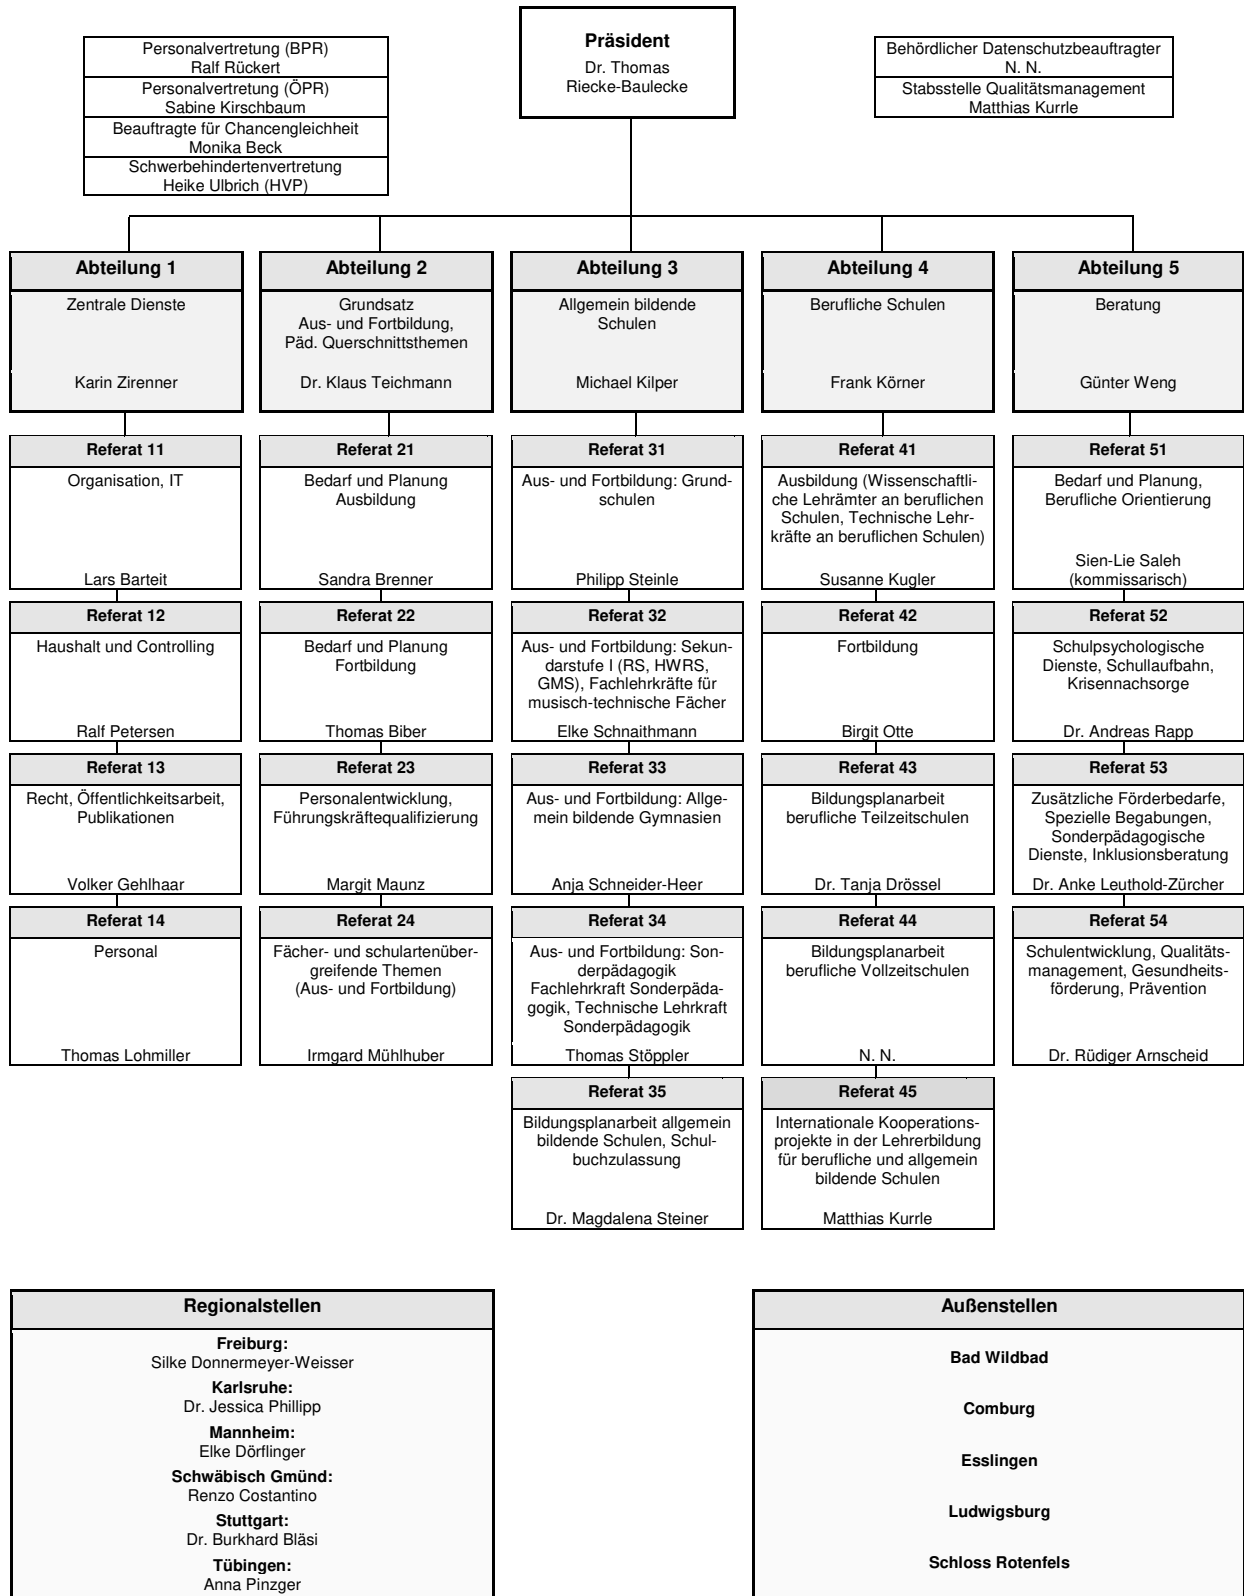 Präsident
Dr. Thomas
Riecke-Baulecke
Personalvertretung (BPR)
Ralf Rückert
Personalvertretung (ÖPR)
Sabine Kirschbaum
Beauftragte für Chancengleichheit
Monika Beck
Schwerbehindertenvertretung
Heike Ulbrich (HVP)
Behördlicher Datenschutzbeauftragter
N. N.
Stabsstelle Qualitätsmanagement
Matthias Kurrle
Abteilung 1
Zentrale Dienste
Karin Zirenner
Referat 11
Organisation, IT
Lars Barteit
Referat 12
Haushalt und Controlling
Ralf Petersen
Referat 13
Recht, Öffentlichkeitsarbeit,
Publikationen
Volker Gehlhaar
Referat 14
Personal
Thomas Lohmiller
Abteilung 2
Grundsatz
Aus- und Fortbildung,
Päd. Querschnittsthemen
Dr. Klaus Teichmann
Referat 21
Bedarf und Planung
Ausbildung
Sandra Brenner
Referat 22
Bedarf und Planung
Fortbildung
Thomas Biber
Referat 23
Personalentwicklung,
Führungskräftequalifizierung
Margit Maunz
Referat 24
Fächer- und schulartenüber-
greifende Themen
(Aus- und Fortbildung)
Irmgard Mühlhuber
Abteilung 3
Allgemein bildende
Schulen
Michael Kilper
Referat 31
Aus- und Fortbildung: Grund-
schulen
Philipp Steinle
Referat 32
Aus- und Fortbildung: Sekun-
darstufe I (RS, HWRS,
GMS), Fachlehrkräfte für
musisch-technische Fächer
Elke Schnaithmann
Referat 33
Aus- und Fortbildung: Allge-
mein bildende Gymnasien
Anja Schneider-Heer
Referat 34
Aus- und Fortbildung: Son-
derpädagogik
Fachlehrkraft Sonderpäda-
gogik, Technische Lehrkraft
Sonderpädagogik
Thomas Stöppler
Referat 35
Bildungsplanarbeit allgemein
bildende Schulen, Schul-
buchzulassung
Dr. Magdalena Steiner
Abteilung 4
Berufliche Schulen
Frank Körner
Referat 41
Ausbildung (Wissenschaftli-
che Lehrämter an beruflichen
Schulen, Technische Lehr-
kräfte an beruflichen Schulen)
Susanne Kugler
Referat 42
Fortbildung
Birgit Otte
Referat 43
Bildungsplanarbeit
berufliche Teilzeitschulen
Dr. Tanja Drössel
Referat 44
Bildungsplanarbeit
berufliche Vollzeitschulen
N. N.
Referat 45
Internationale Kooperations-
projekte in der Lehrerbildung
für berufliche und allgemein
bildende Schulen
Matthias Kurrle
Abteilung 5
Beratung
Günter Weng
Referat 51
Bedarf und Planung,
Berufliche Orientierung
Sien-Lie Saleh
(kommissarisch)
Referat 52
Schulpsychologische
Dienste, Schullaufbahn,
Krisennachsorge
Dr. Andreas Rapp
Referat 53
Zusätzliche Förderbedarfe,
Spezielle Begabungen,
Sonderpädagogische
Dienste, Inklusionsberatung
Dr. Anke Leuthold-Zürcher
Referat 54
Schulentwicklung, Qualitäts-
management, Gesundheits-
förderung, Prävention
Dr. Rüdiger Arnscheid
Regionalstellen
Freiburg:
Silke Donnermeyer-Weisser
Karlsruhe:
Dr. Jessica Phillipp
Mannheim:
Elke Dörflinger
Schwäbisch Gmünd:
Renzo Costantino
Stuttgart:
Dr. Burkhard Bläsi
Tübingen:
Anna Pinzger
Außenstellen
Bad Wildbad
Comburg
Esslingen
Ludwigsburg
Schloss Rotenfels